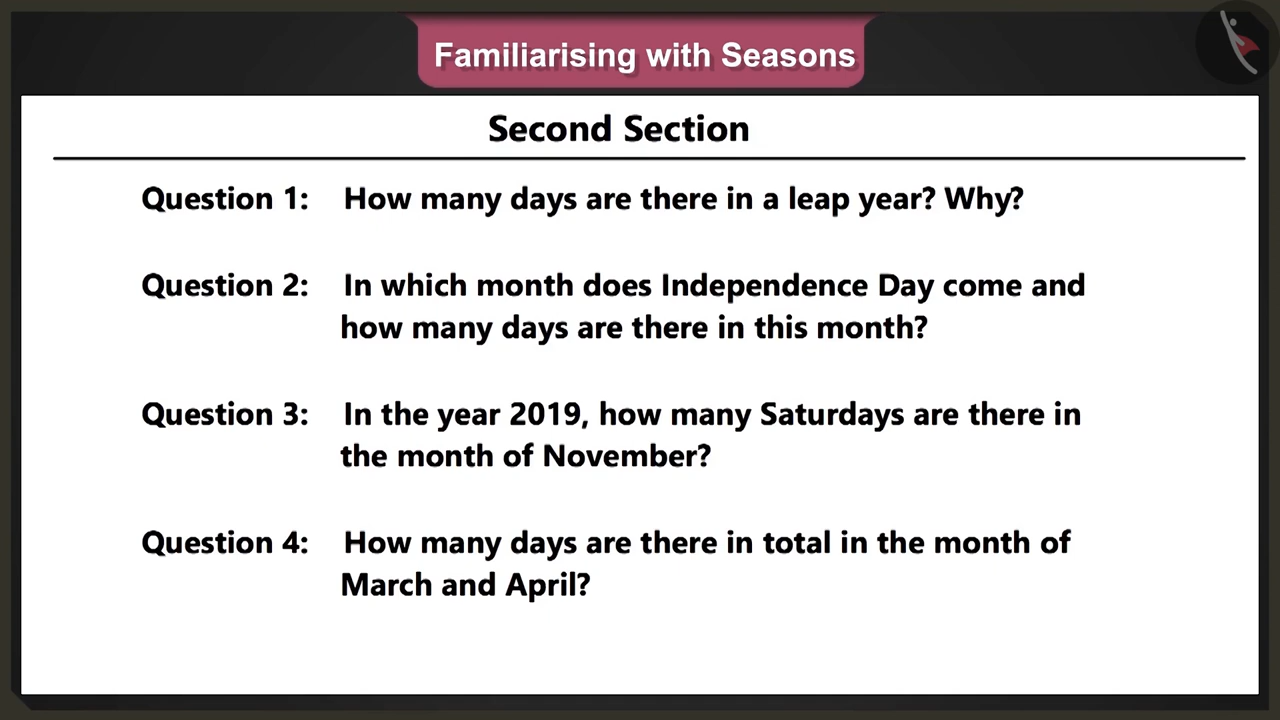 Familiarising with Seasons
Second Section
Question 1: How many days are there in a leap year? Why?
Question 2: In which month does Independence Day come and
how many days are there in this month?
Question 3: In the year 2019, how many Saturdays are there in
the month of November?
Question 4: How many days are there in total in the month of
March and April?